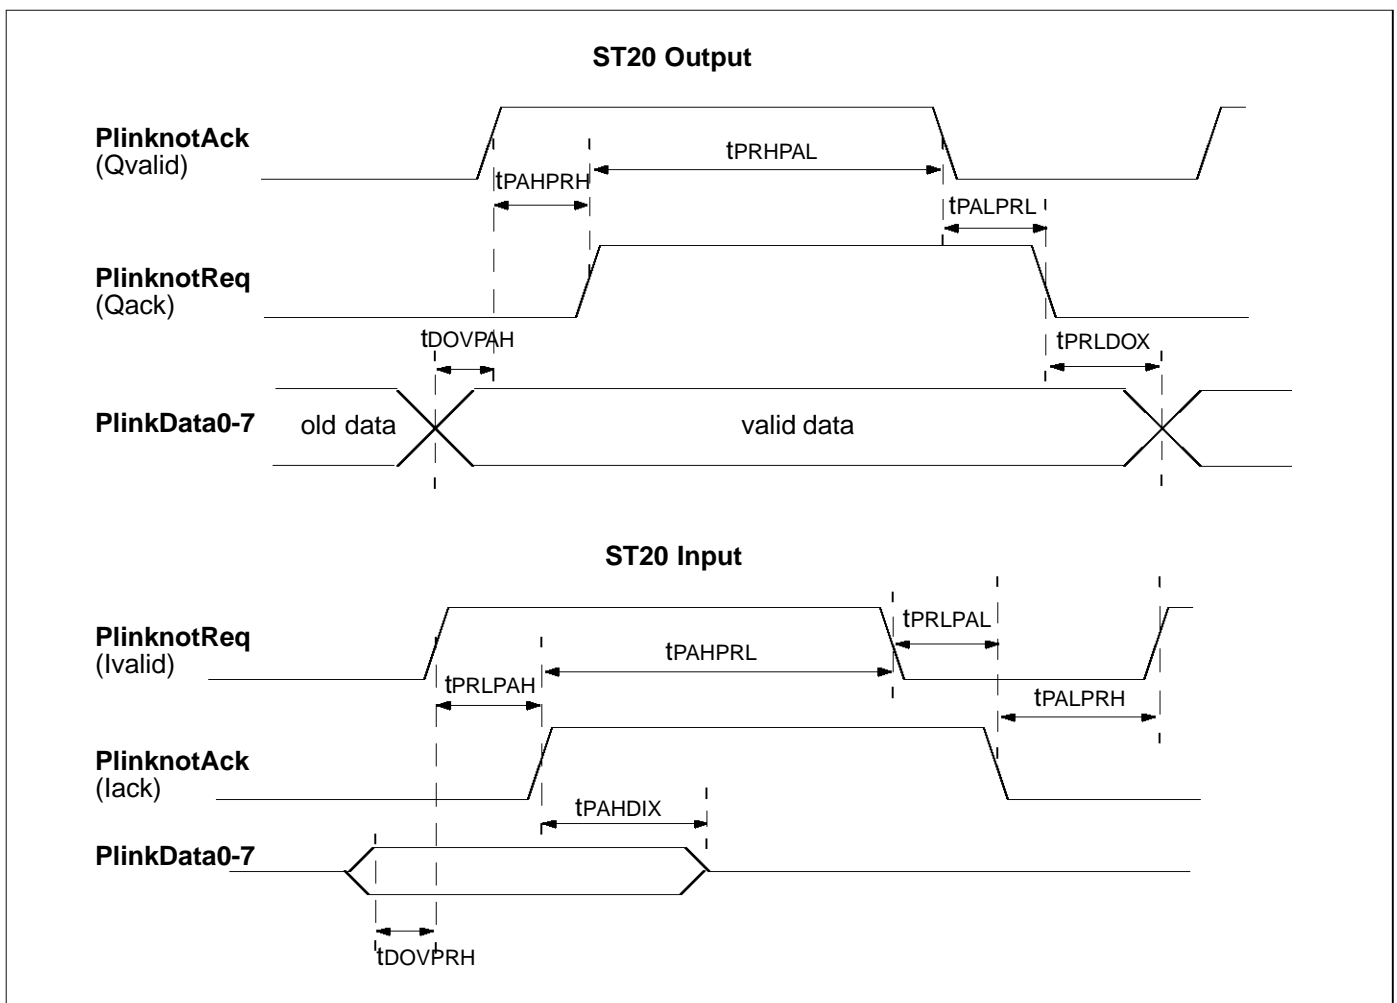 ST20 Output
PlinknotAck
(Qvalid)
tPRHPAL
tPAHPRH
tPALPRL
PlinknotReq
(Qack)
tDOVPAH
tPRLDOX
PlinkData0-7
old data
valid data
ST20 Input
PlinknotReq
(Ivalid)
tPRLPAL
tPAHPRL
tPRLPAH
tPALPRH
PlinknotAck
(Iack)
tPAHDIX
PlinkData0-7
tDOVPRH